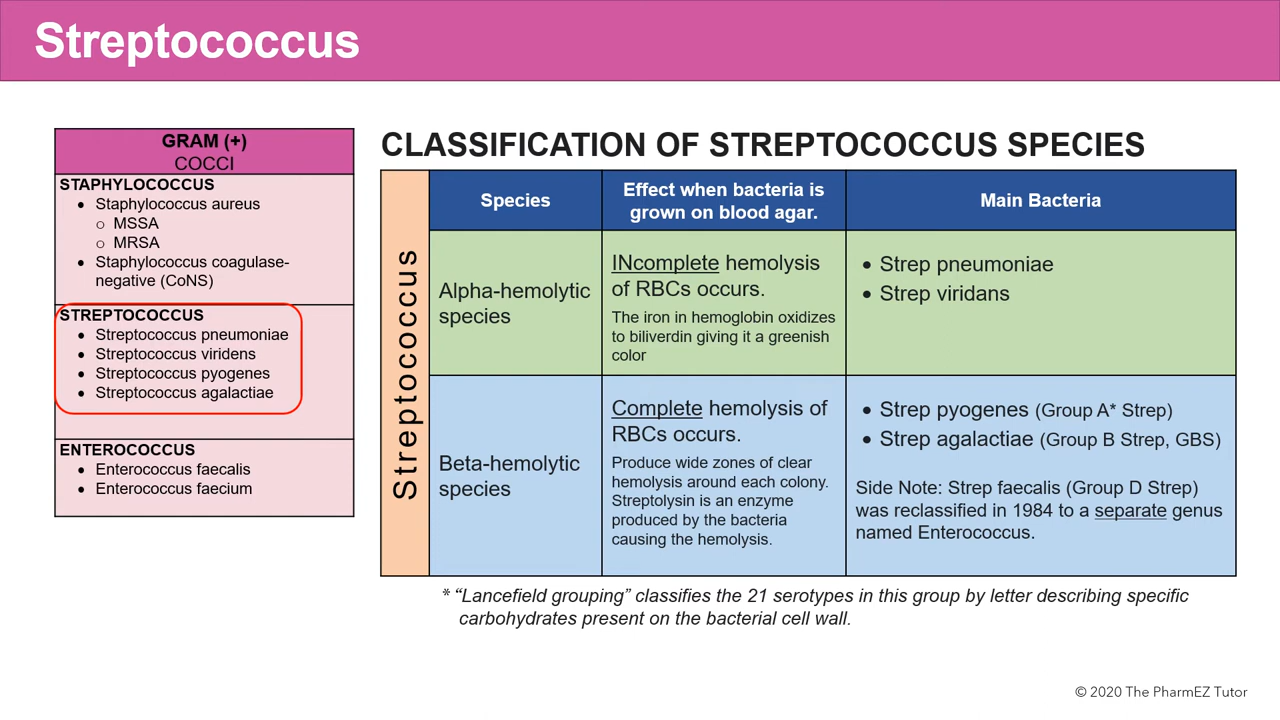 Streptococcus
GRAM (+)
COCCI
STAPHYLOCOCCUS
• Staphylococcus aureus
o MSSA
o MRSA
• Staphylococcus coagulase-
negative (CoNS)
STREPTOCOCCUS
• Streptococcus pneumoniae
• Streptococcus viridens
• Streptococcus pyogenes
• Streptococcus agalactiae
ENTEROCOCCUS
• Enterococcus faecalis
• Enterococcus faecium
CLASSIFICATION OF STREPTOCOCCUS SPECIES
Streptococcus
Species
Effect when bacteria is
grown on blood agar.
Main Bacteria
Alpha-hemolytic
species
INcomplete hemolysis
of RBCs occurs.
The iron in hemoglobin oxidizes
to biliverdin giving it a greenish
color
• Strep pneumoniae
• Strep viridans
Beta-hemolytic
species
Complete hemolysis of
RBCs occurs.
Produce wide zones of clear
hemolysis around each colony.
Streptolysin is an enzyme
produced by the bacteria
causing the hemolysis.
• Strep pyogenes (Group A* Strep)
• Strep agalactiae (Group B Strep, GBS)
Side Note: Strep faecalis (Group D Strep)
was reclassified in 1984 to a separate genus
named Enterococcus.
* “Lancefield grouping” classifies the 21 serotypes in this group by letter describing specific
carbohydrates present on the bacterial cell wall.
© 2020 The PharmEZ Tutor